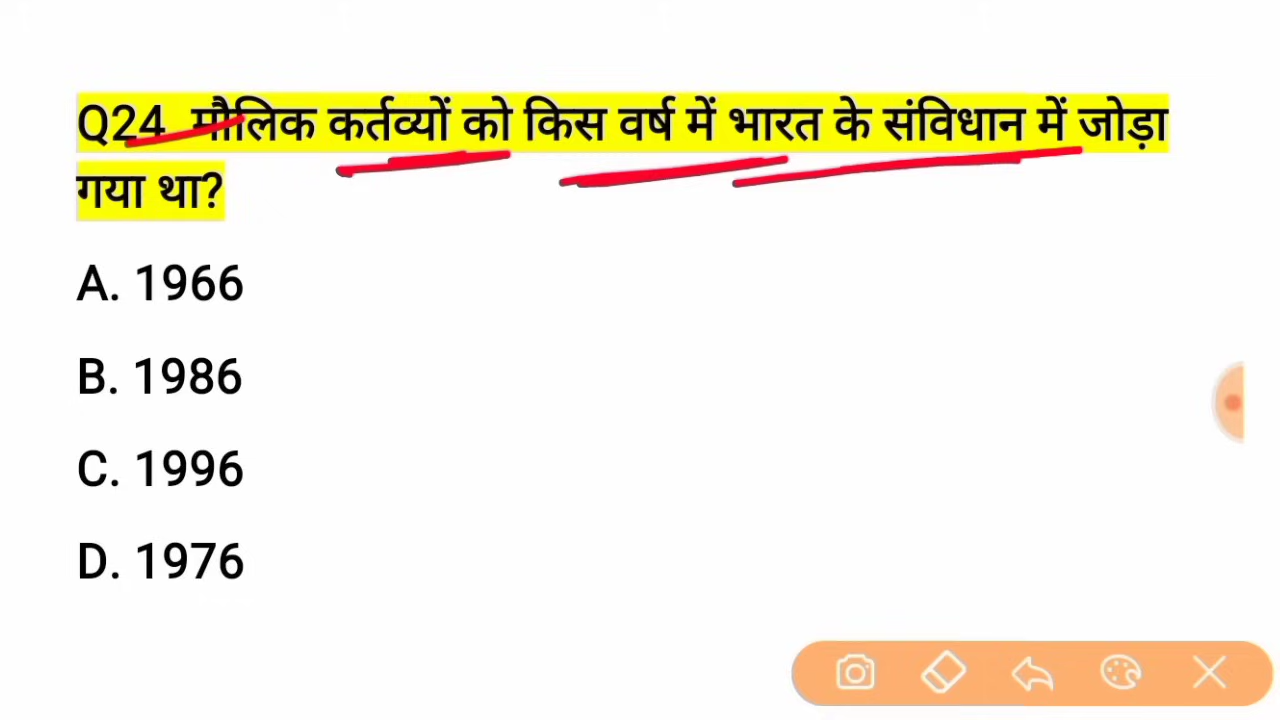 Q24. मौलिक कर्तव्यों को किस वर्ष में भारत के संविधान में जोड़ा
गया था?
A. 1966
B. 1986
C. 1996
D. 1976